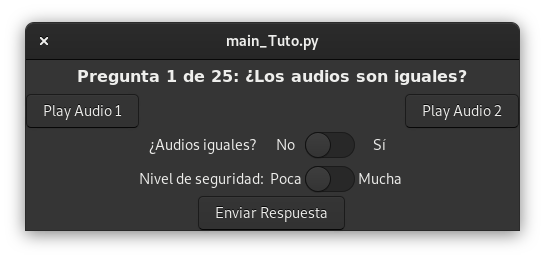 main_Tuto.py
Pregunta 1 de 25: ¿Los audios son iguales?
Play Audio 1 Play Audio 2
¿Audios iguales? No Sí
Nivel de seguridad: Poca Mucha
Enviar Respuesta